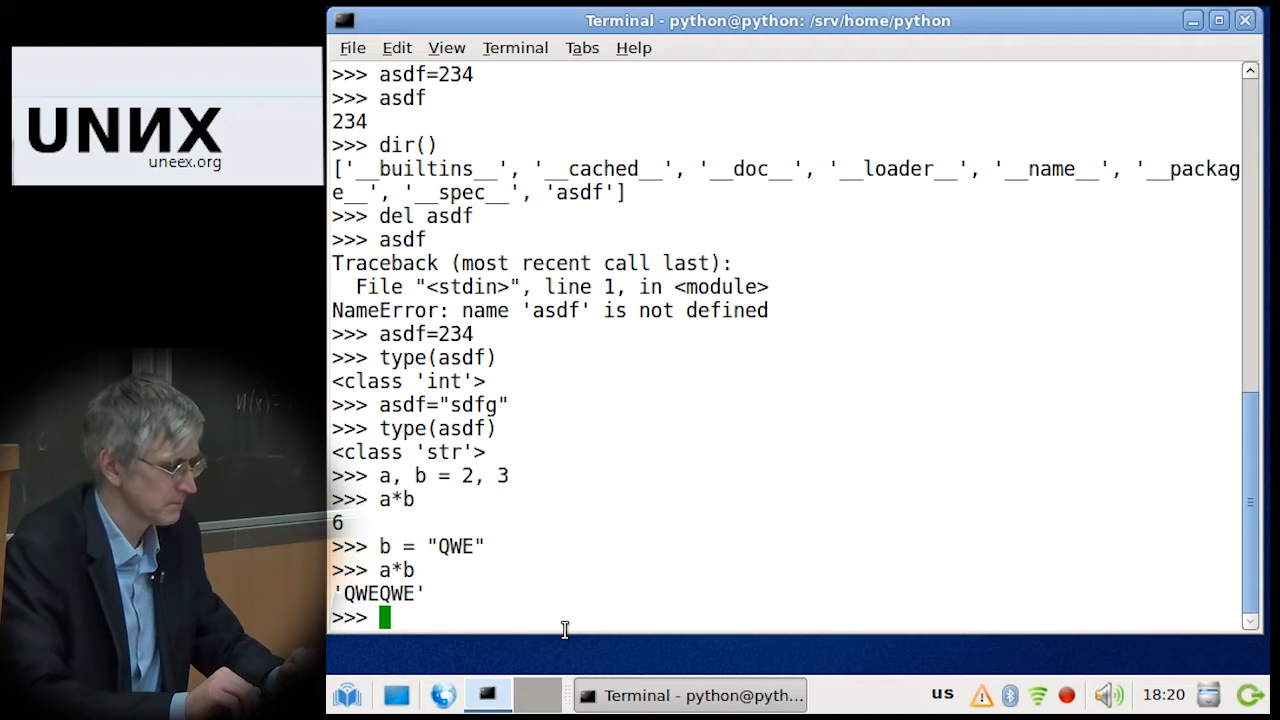 UNИX
uneex.org
Terminal - python@python: /srv/home/python
File Edit View Terminal Tabs Help
>>> asdf=234
>>> asdf
234
>>> dir()
['__builtins__', '__cached__', '__doc__', '__loader__', '__name__', '__packag
e__', '__spec__', 'asdf']
>>> del asdf
>>> asdf
Traceback (most recent call last):
  File "<stdin>", line 1, in <module>
NameError: name 'asdf' is not defined
>>> asdf=234
>>> type(asdf)
<class 'int'>
>>> asdf="sdfg"
>>> type(asdf)
<class 'str'>
>>> a, b = 2, 3
>>> a*b
6
>>> b = "QWE"
>>> a*b
'QWEQWE'
>>>
Terminal - python@pyth...
us
18:20